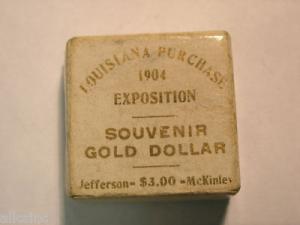 LOUISIANA PURCHASE
1904
EXPOSITION
SOUVENIR
GOLD DOLLAR
Jefferson- $3.00 -McKinley